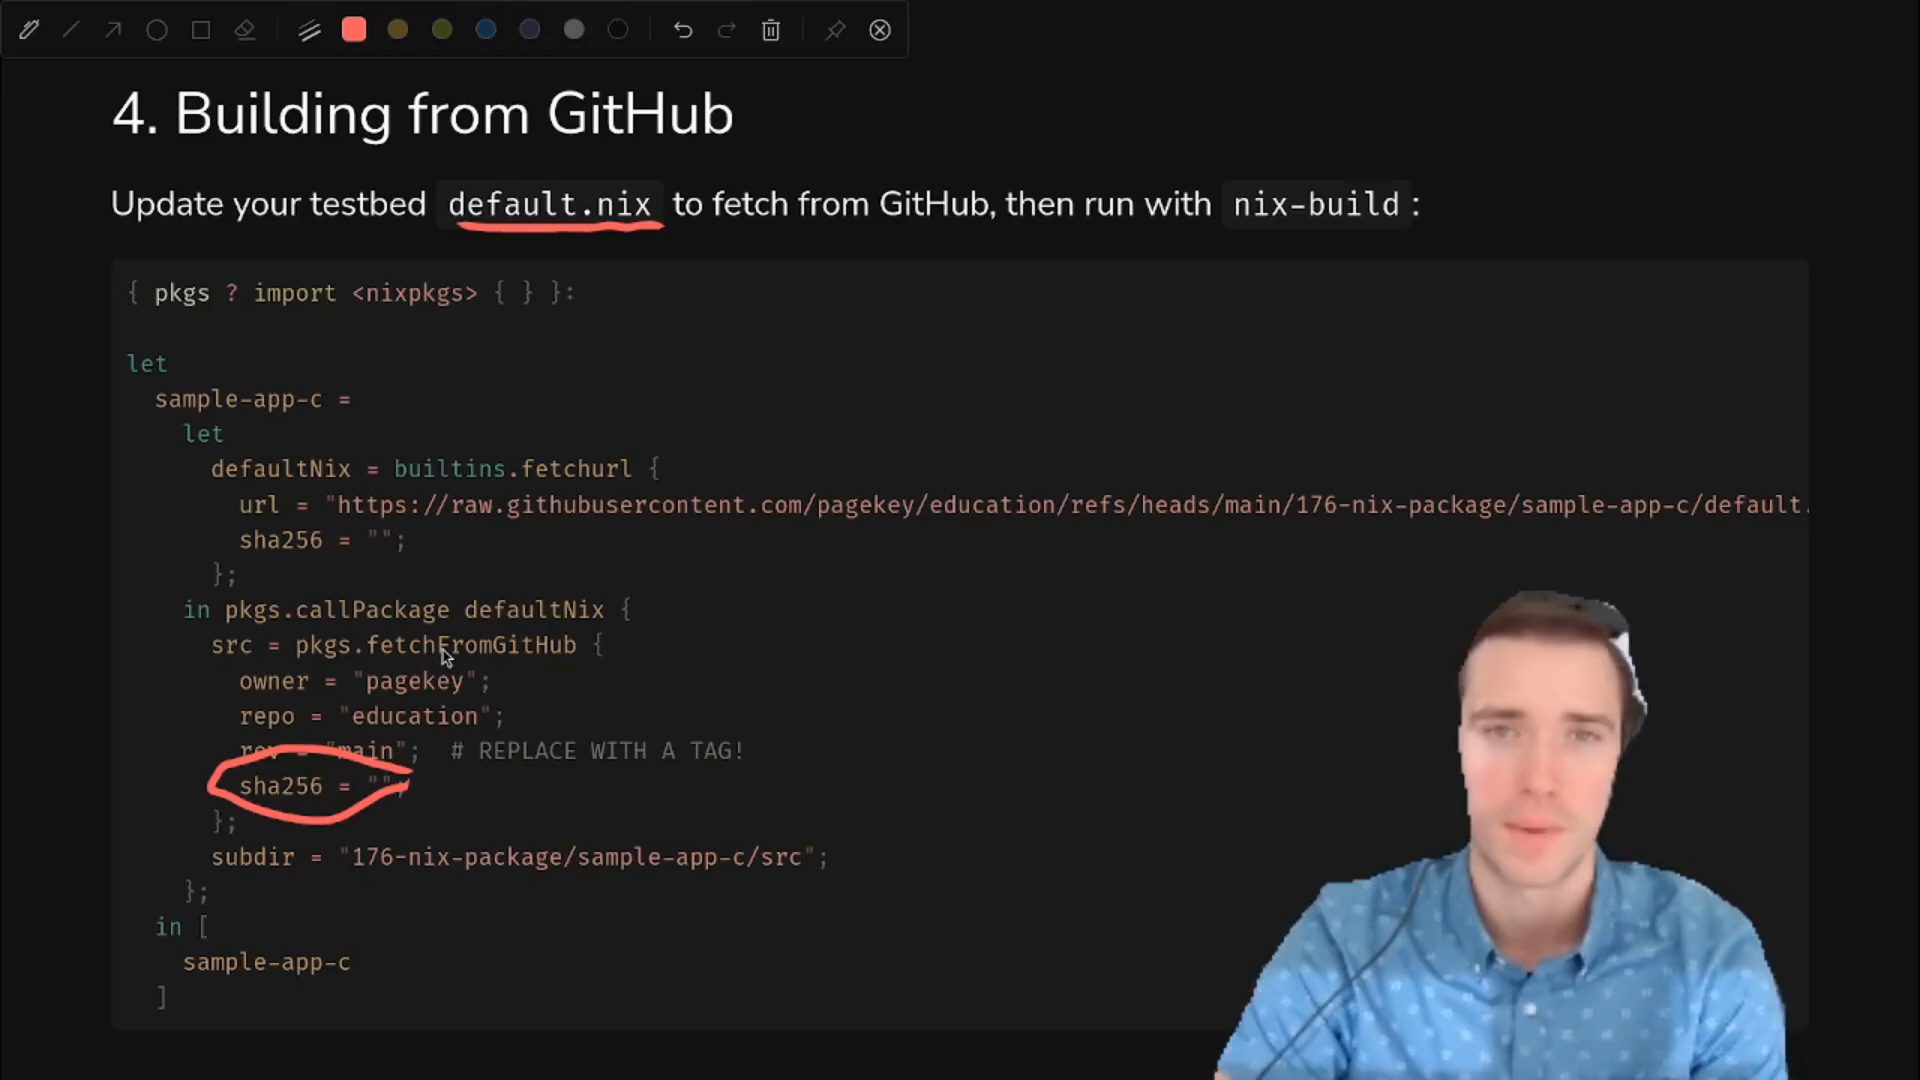 4. Building from GitHub
Update your testbed default.nix to fetch from GitHub, then run with nix-build:
{ pkgs ? import <nixpkgs> { } }:
let
sample-app-c =
let
defaultNix = builtins.fetchurl {
url = "https://raw.githubusercontent.com/pagekey/education/refs/heads/main/176-nix-package/sample-app-c/default.
sha256 = "";
};
in pkgs.callPackage defaultNix {
src = pkgs.fetchFromGitHub {
owner = "pagekey";
repo = "education";
rev = "main"; # REPLACE WITH A TAG!
sha256 = "";
};
subdir = "176-nix-package/sample-app-c/src";
};
in [
sample-app-c
]